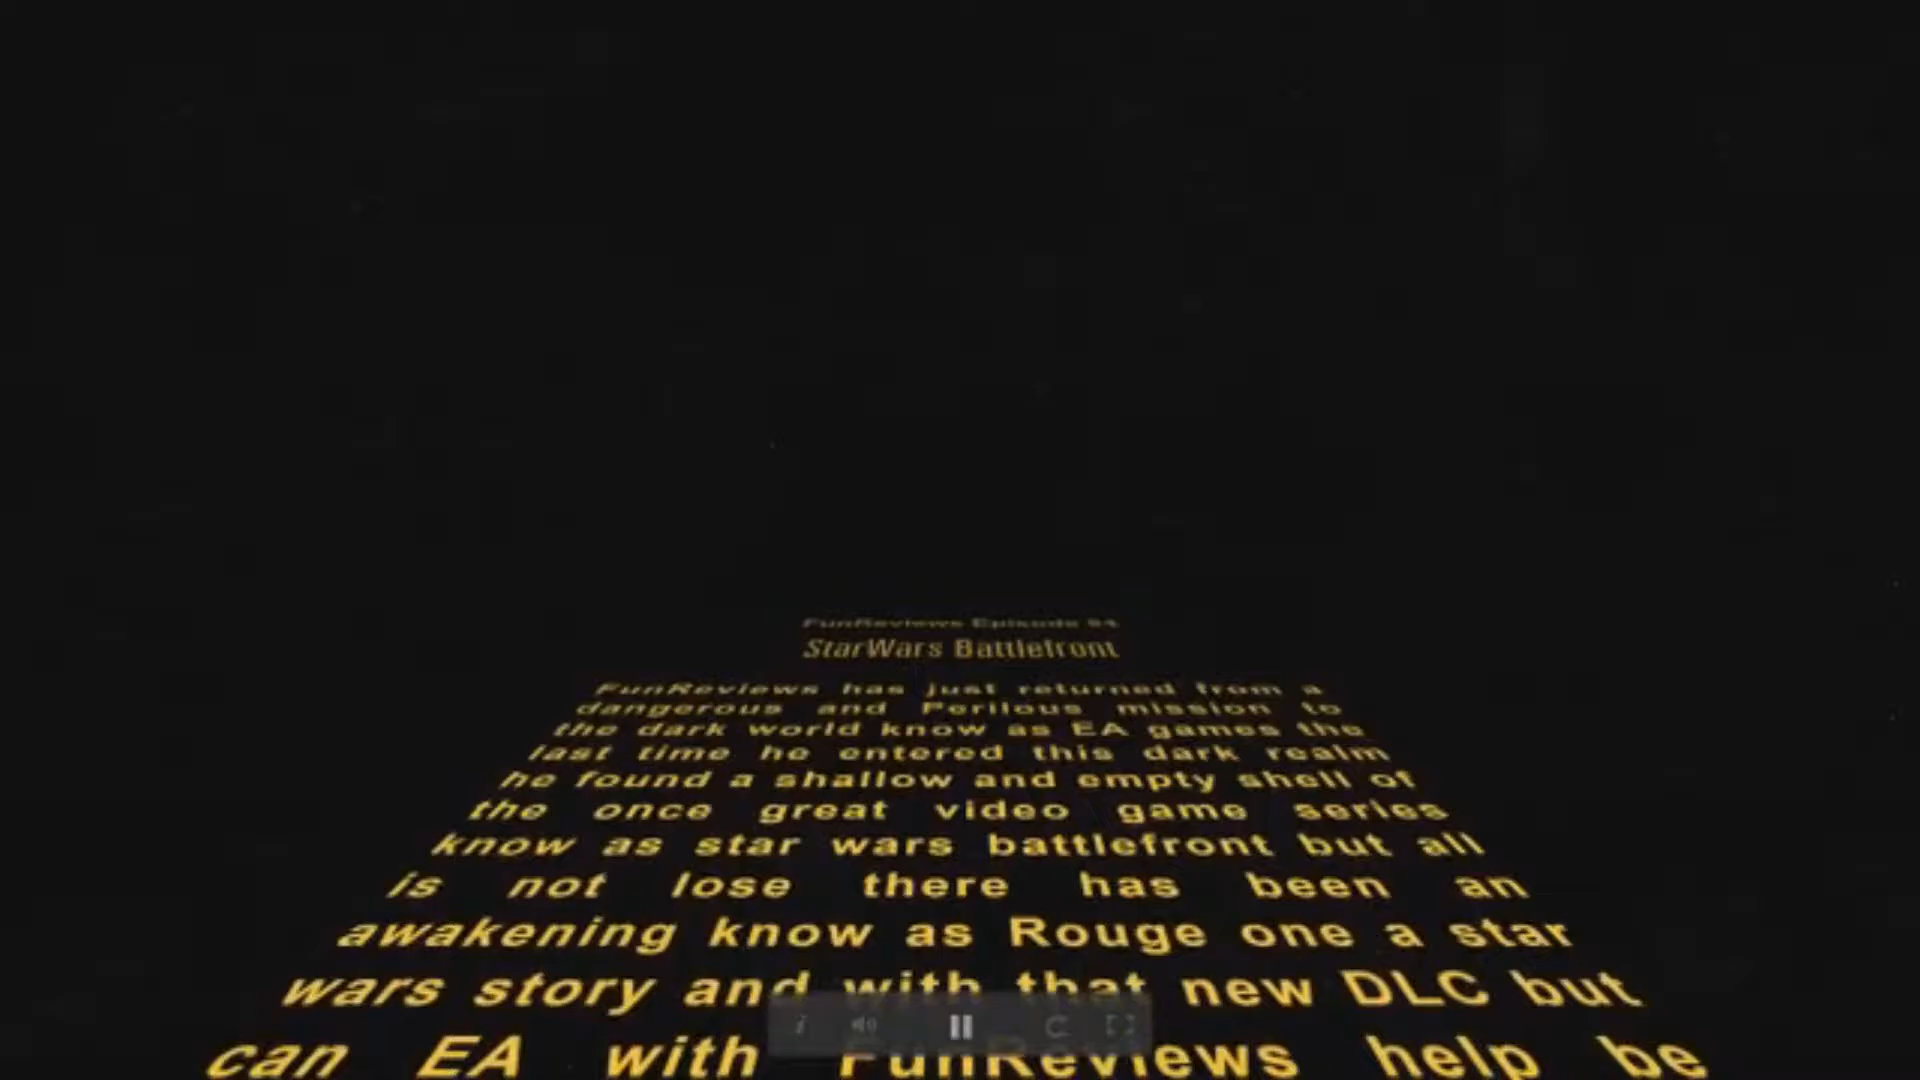 FunReviews Episode
StarWars Battlefront
FunReviews has just returned from a
dangerous and Perilous mission to
the dark world know as EA games the
last time he entered this dark realm
he found a shallow and empty shell of
the once great video game series
know as star wars battlefront but all
is not lose there has been an
awakening know as Rouge one a star
wars story and with that new DLC but
can EA with FunReviews help be